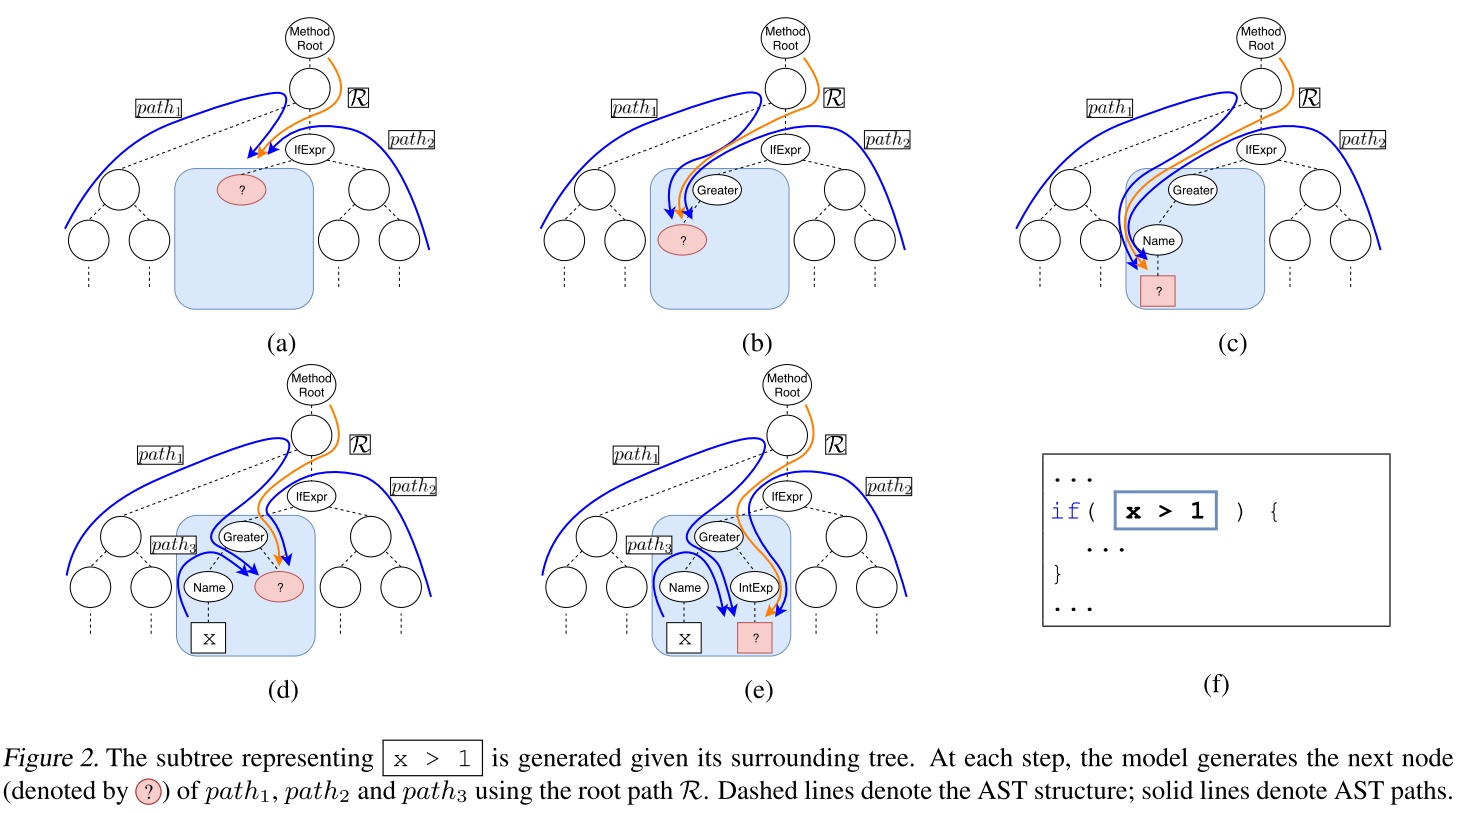 Method
Root
path1
R
path2
IfExpr
?
(a)
Method
Root
path1
R
path2
IfExpr
Greater
?
(b)
Method
Root
path1
R
path2
IfExpr
Greater
Name
?
(c)
Method
Root
path1
R
path2
IfExpr
Greater
path3
Name
?
x
(d)
Method
Root
path1
R
path2
IfExpr
Greater
path3
Name
IntExp
x
?
(e)
...
if( x > 1 ) {
...
}
...
(f)
Figure 2. The subtree representing x > 1 is generated given its surrounding tree. At each step, the model generates the next node
(denoted by ?) of path1, path2 and path3 using the root path R. Dashed lines denote the AST structure; solid lines denote AST paths.